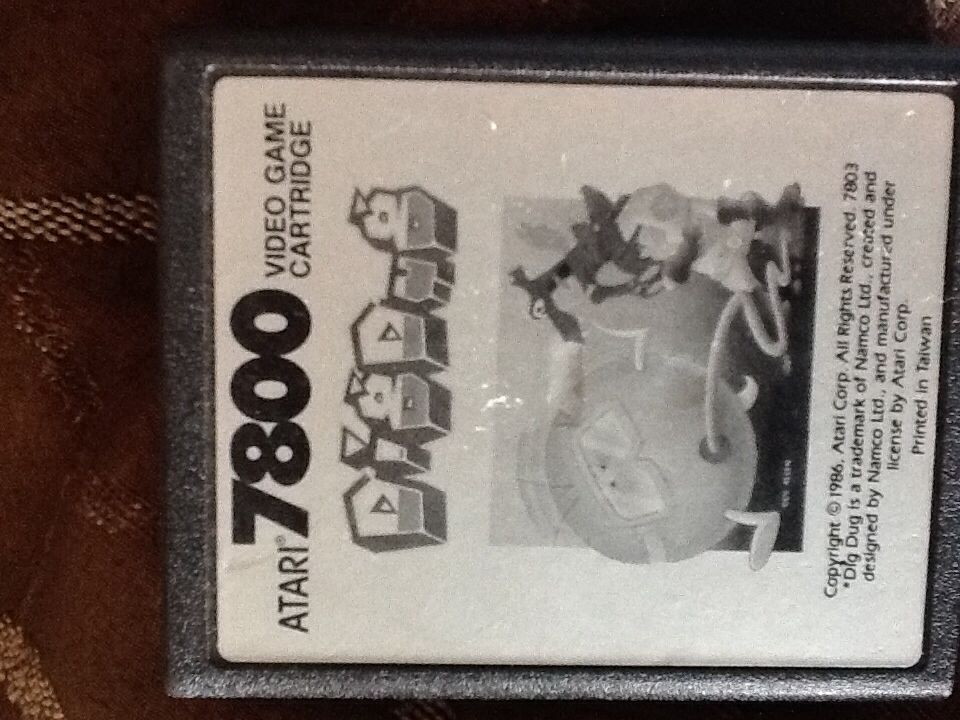 ATARI® 7800 VIDEO GAME
CARTRIDGE
DIG DUG
Copyright © 1986, Atari Corp. All Rights Reserved. 7803
*Dig Dug is a trademark of Namco Ltd., created and
designed by Namco Ltd., and manufactured under
license by Atari Corp.
Printed in Taiwan